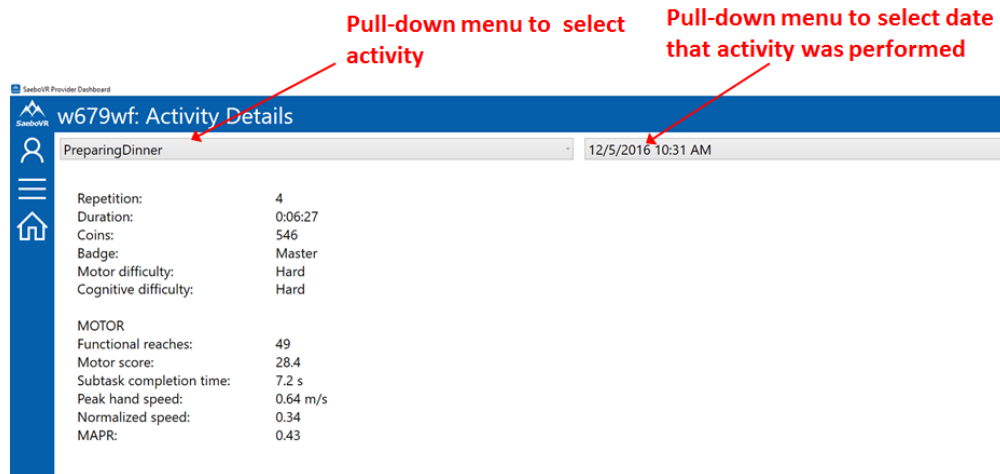 Pull-down menu to select
activity
Pull-down menu to select date
that activity was performed
SaeboVR Provider Dashboard
SaeboVR
w679wf: Activity Details
PreparingDinner
12/5/2016 10:31 AM
Repetition: 4
Duration: 0:06:27
Coins: 546
Badge: Master
Motor difficulty: Hard
Cognitive difficulty: Hard
MOTOR
Functional reaches: 49
Motor score: 28.4
Subtask completion time: 7.2 s
Peak hand speed: 0.64 m/s
Normalized speed: 0.34
MAPR: 0.43